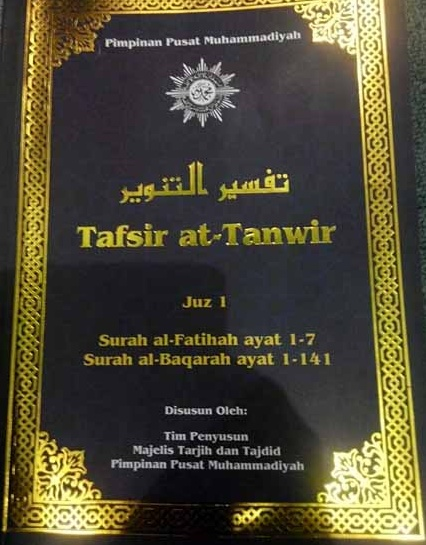 Pimpinan Pusat Muhammadiyah
تفسير التنوير
Tafsir at-Tanwir
Juz 1
Surah al-Fatihah ayat 1-7
Surah al-Baqarah ayat 1-141
Disusun Oleh:
Tim Penyusun
Majelis Tarjih dan Tajdid
Pimpinan Pusat Muhammadiyah